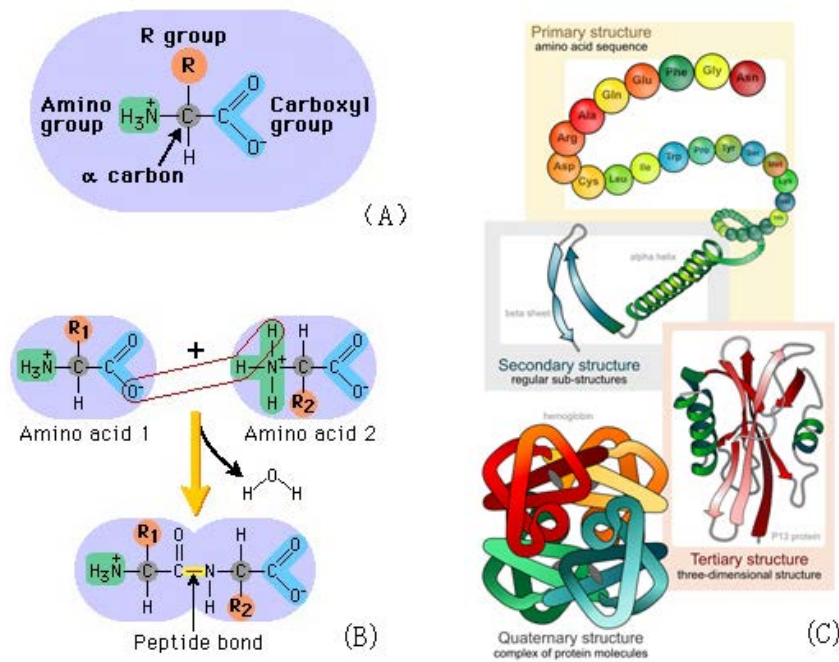 R group
R
Amino
group
H₃N⁺
C
C
O
O⁻
Carboxyl
group
H
α carbon
(A)
R₁
H₃N⁺
C
C
O
O⁻
H
Amino acid 1
+
H
H
N⁺
H
C
C
O
O⁻
H
R₂
Amino acid 2
H
O
H
R₁
O
H
H₃N⁺
C
C
N
C
C
O
O⁻
H
H
R₂
Peptide bond
(B)
Primary structure
amino acid sequence
Asn
Gly
Phe
Glu
Gln
Ala
Arg
Asp
Cys
Leu
Ile
Trp
Pro
Tyr
Ser
Met
Lys
alpha helix
beta sheet
Secondary structure
regular sub-structures
hemoglobin
P13 protein
Tertiary structure
three-dimensional structure
Quaternary structure
complex of protein molecules
(C)